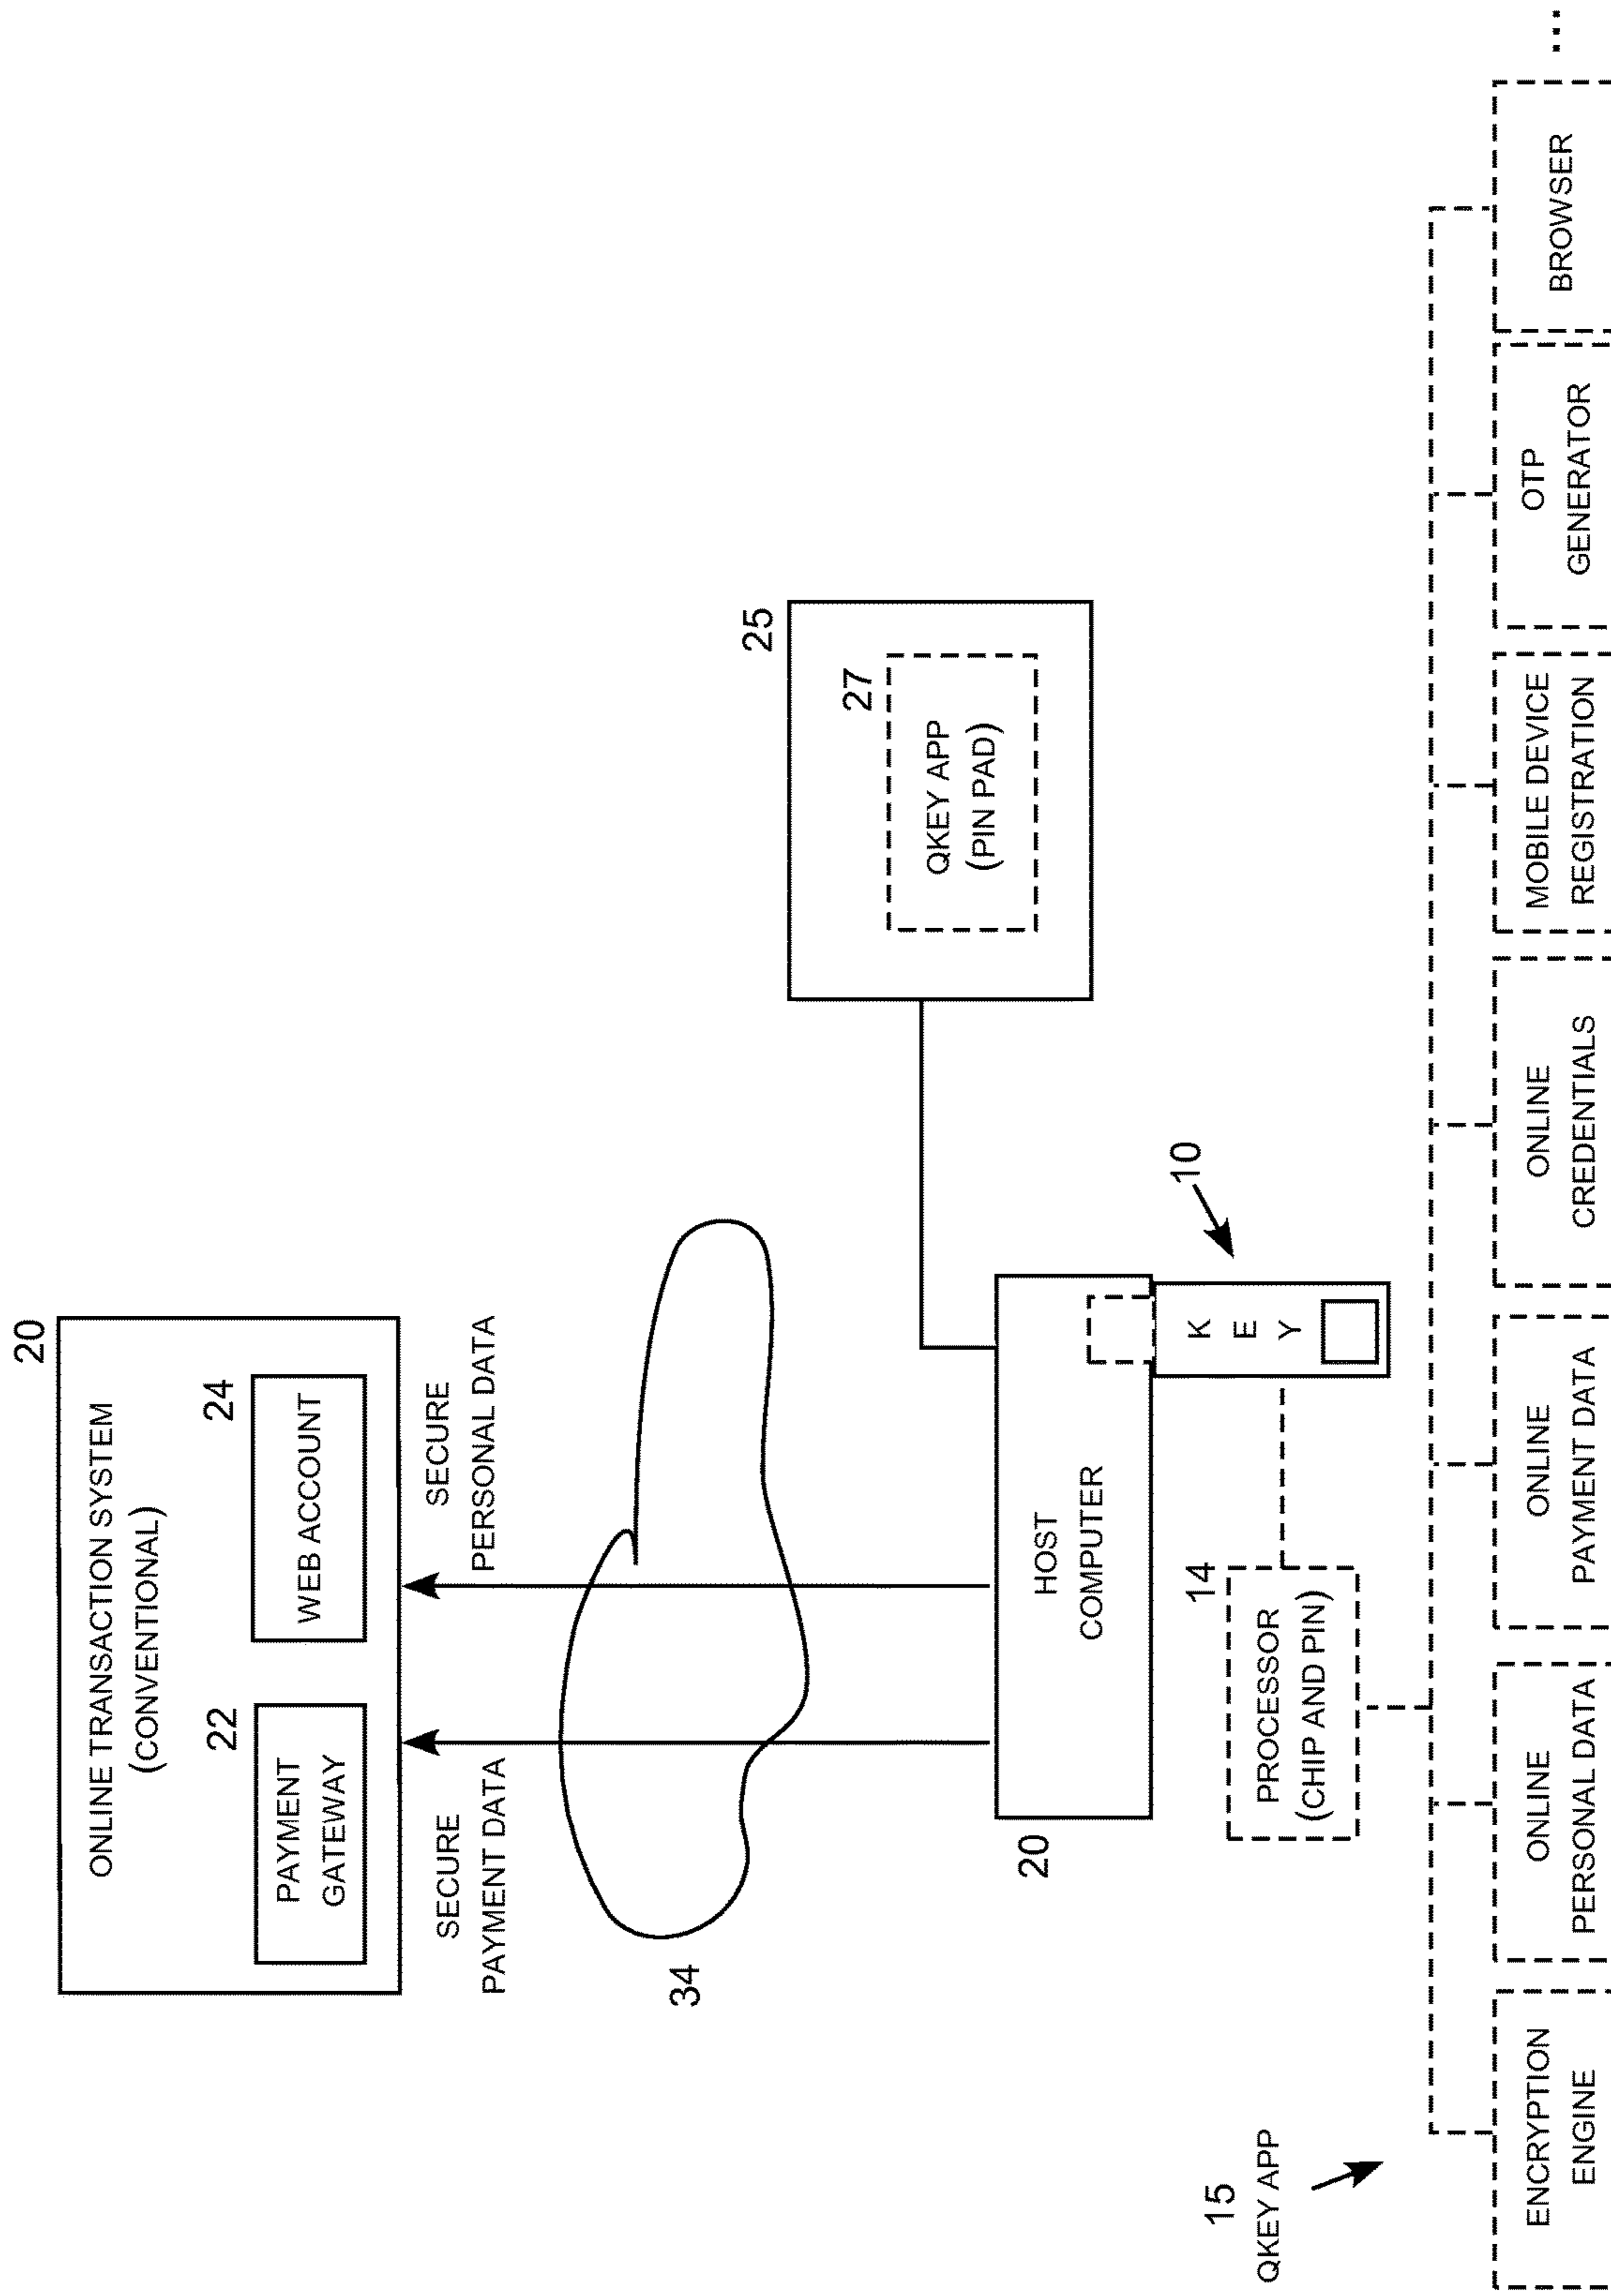 20
ONLINE TRANSACTION SYSTEM
(CONVENTIONAL)
22
PAYMENT
GATEWAY
24
WEB ACCOUNT
SECURE
PAYMENT DATA
SECURE
PERSONAL DATA
34
25
27
QKEY APP
(PIN PAD)
20
HOST
COMPUTER
10
K
E
Y
14
PROCESSOR
(CHIP AND PIN)
15
QKEY APP
ENCRYPTION
ENGINE
ONLINE
PERSONAL DATA
ONLINE
PAYMENT DATA
ONLINE
CREDENTIALS
MOBILE DEVICE
REGISTRATION
OTP
GENERATOR
BROWSER
...